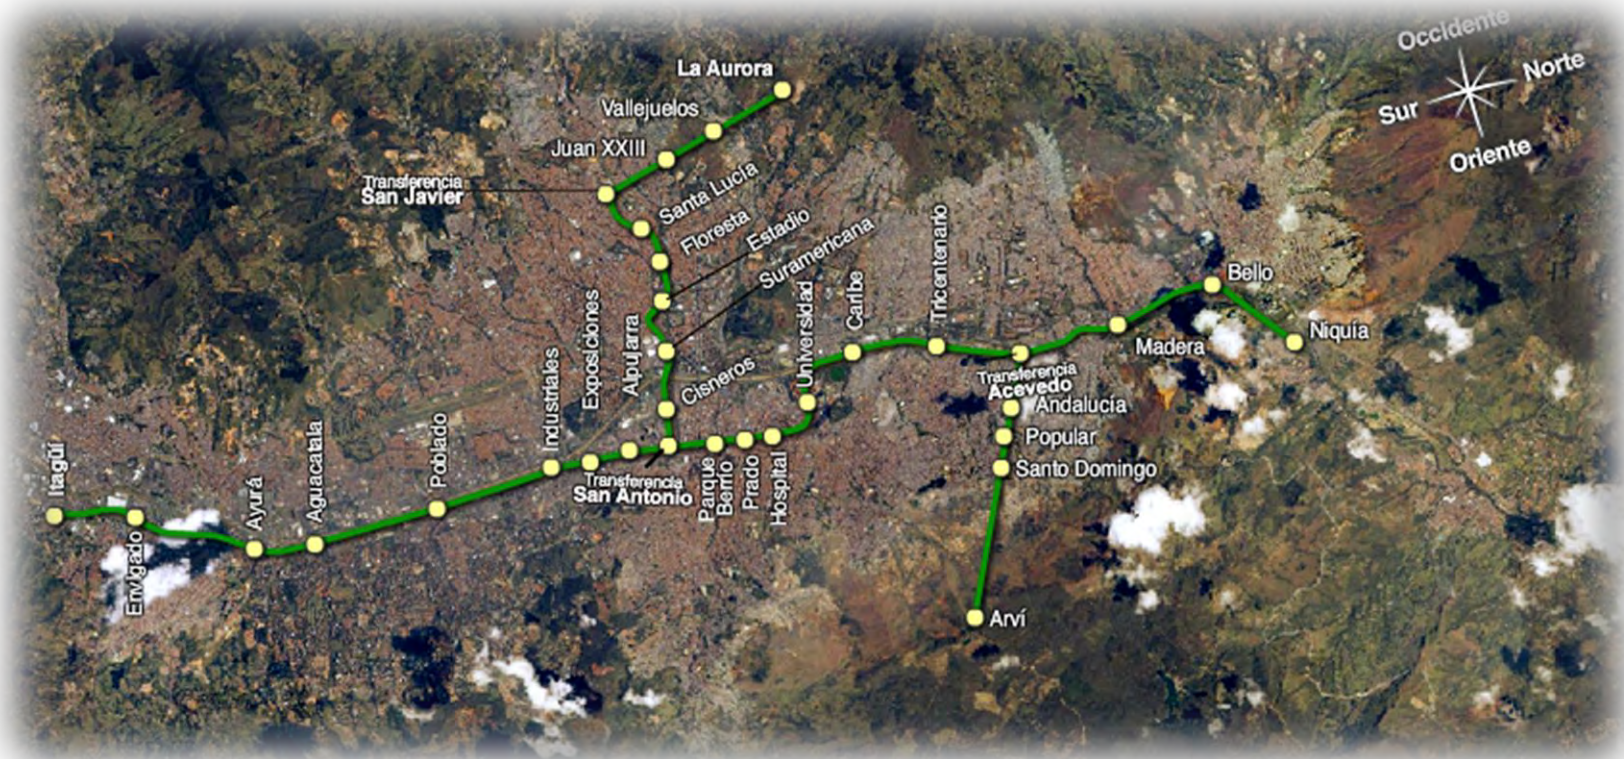 Occidente
Norte
Sur
Oriente
La Aurora
Vallejuelos
Juan XXIII
Transferencia
San Javier
Santa Lucía
Floresta
Estadio
Suramericana
Cisneros
Itagüí
Envigado
Ayurá
Aguacatala
Poblado
Industriales
Exposiciones
Alpujarra
Transferencia
San Antonio
Parque
Berrío
Prado
Hospital
Universidad
Caribe
Tricentenario
Transferencia
Acevedo
Andalucía
Popular
Santo Domingo
Arví
Madera
Bello
Niquía